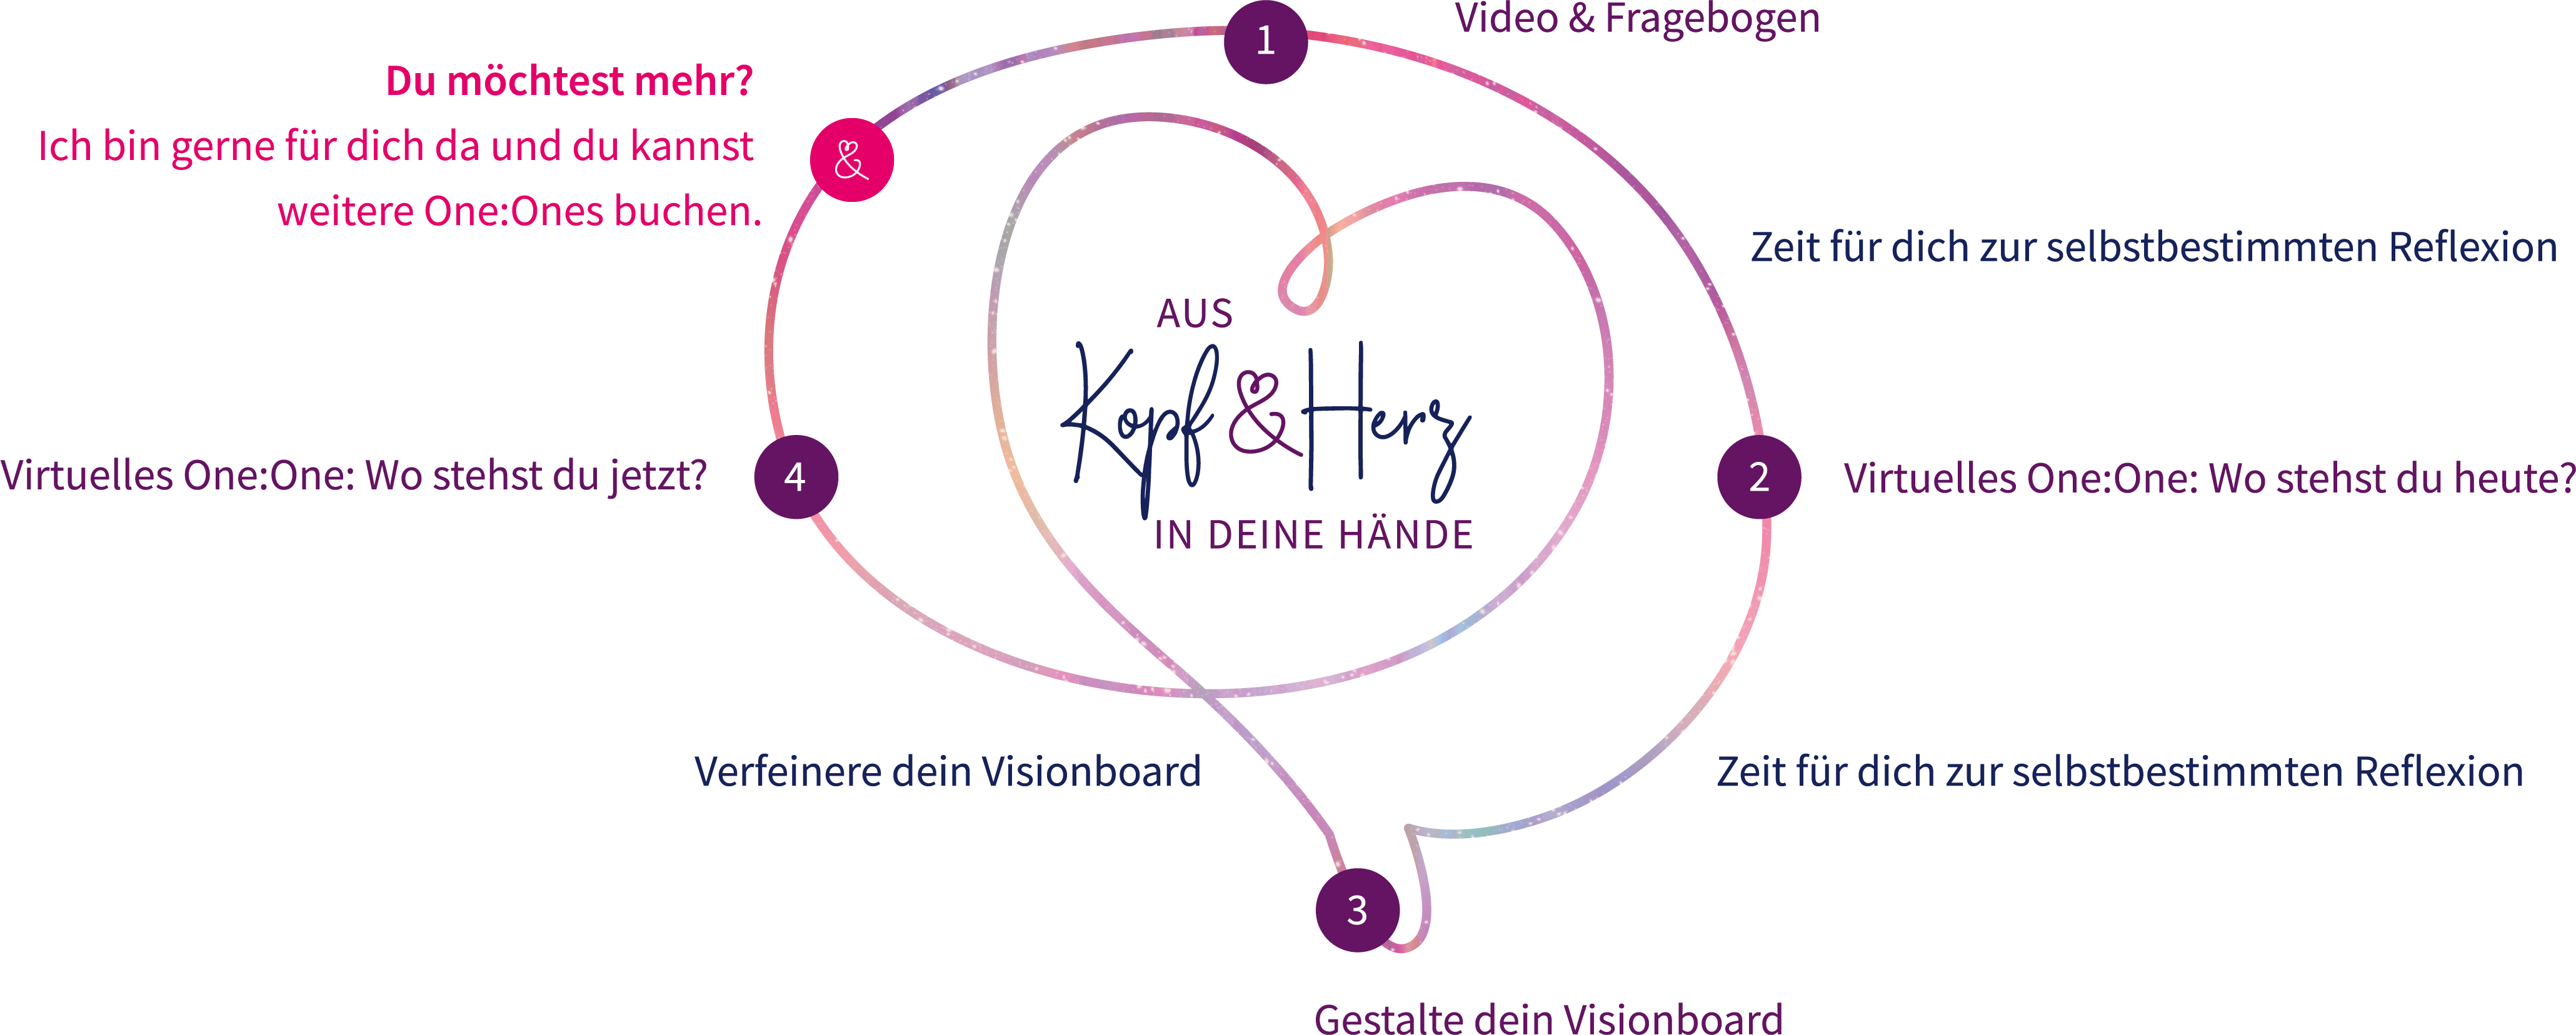 1
Video & Fragebogen
Zeit für dich zur selbstbestimmten Reflexion
2
Virtuelles One:One: Wo stehst du heute?
Zeit für dich zur selbstbestimmten Reflexion
3
Gestalte dein Visionboard
Verfeinere dein Visionboard
4
Virtuelles One:One: Wo stehst du jetzt?
&
Du möchtest mehr?
Ich bin gerne für dich da und du kannst
weitere One:Ones buchen.
AUS
Kopf & Herz
IN DEINE HÄNDE